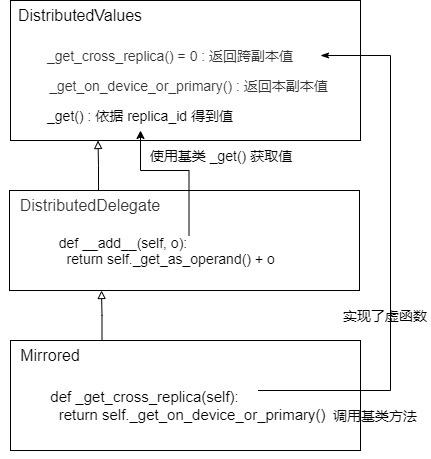 DistributedValues
_get_cross_replica() = 0 : 返回跨副本值
_get_on_device_or_primary() : 返回本副本值
_get() : 依据 replica_id 得到值
使用基类 _get() 获取值
DistributedDelegate
def __add__(self, o):
return self._get_as_operand() + o
实现了虚函数
Mirrored
def _get_cross_replica(self):
return self._get_on_device_or_primary() 调用基类方法